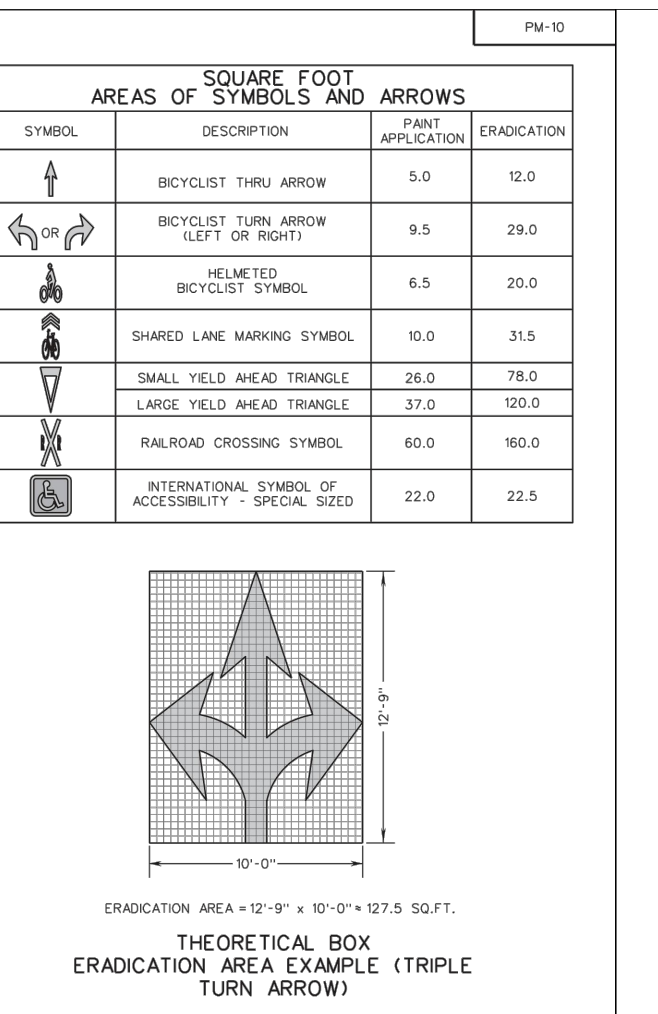 PM-10
SQUARE FOOT
AREAS OF SYMBOLS AND ARROWS
SYMBOL DESCRIPTION PAINT APPLICATION ERADICATION
BICYCLIST THRU ARROW 5.0 12.0
OR BICYCLIST TURN ARROW (LEFT OR RIGHT) 9.5 29.0
HELMETED BICYCLIST SYMBOL 6.5 20.0
SHARED LANE MARKING SYMBOL 10.0 31.5
SMALL YIELD AHEAD TRIANGLE 26.0 78.0
LARGE YIELD AHEAD TRIANGLE 37.0 120.0
R R RAILROAD CROSSING SYMBOL 60.0 160.0
INTERNATIONAL SYMBOL OF ACCESSIBILITY - SPECIAL SIZED 22.0 22.5
12'-9"
10'-0"
ERADICATION AREA = 12'-9" x 10'-0" ≈ 127.5 SQ.FT.
THEORETICAL BOX
ERADICATION AREA EXAMPLE (TRIPLE
TURN ARROW)